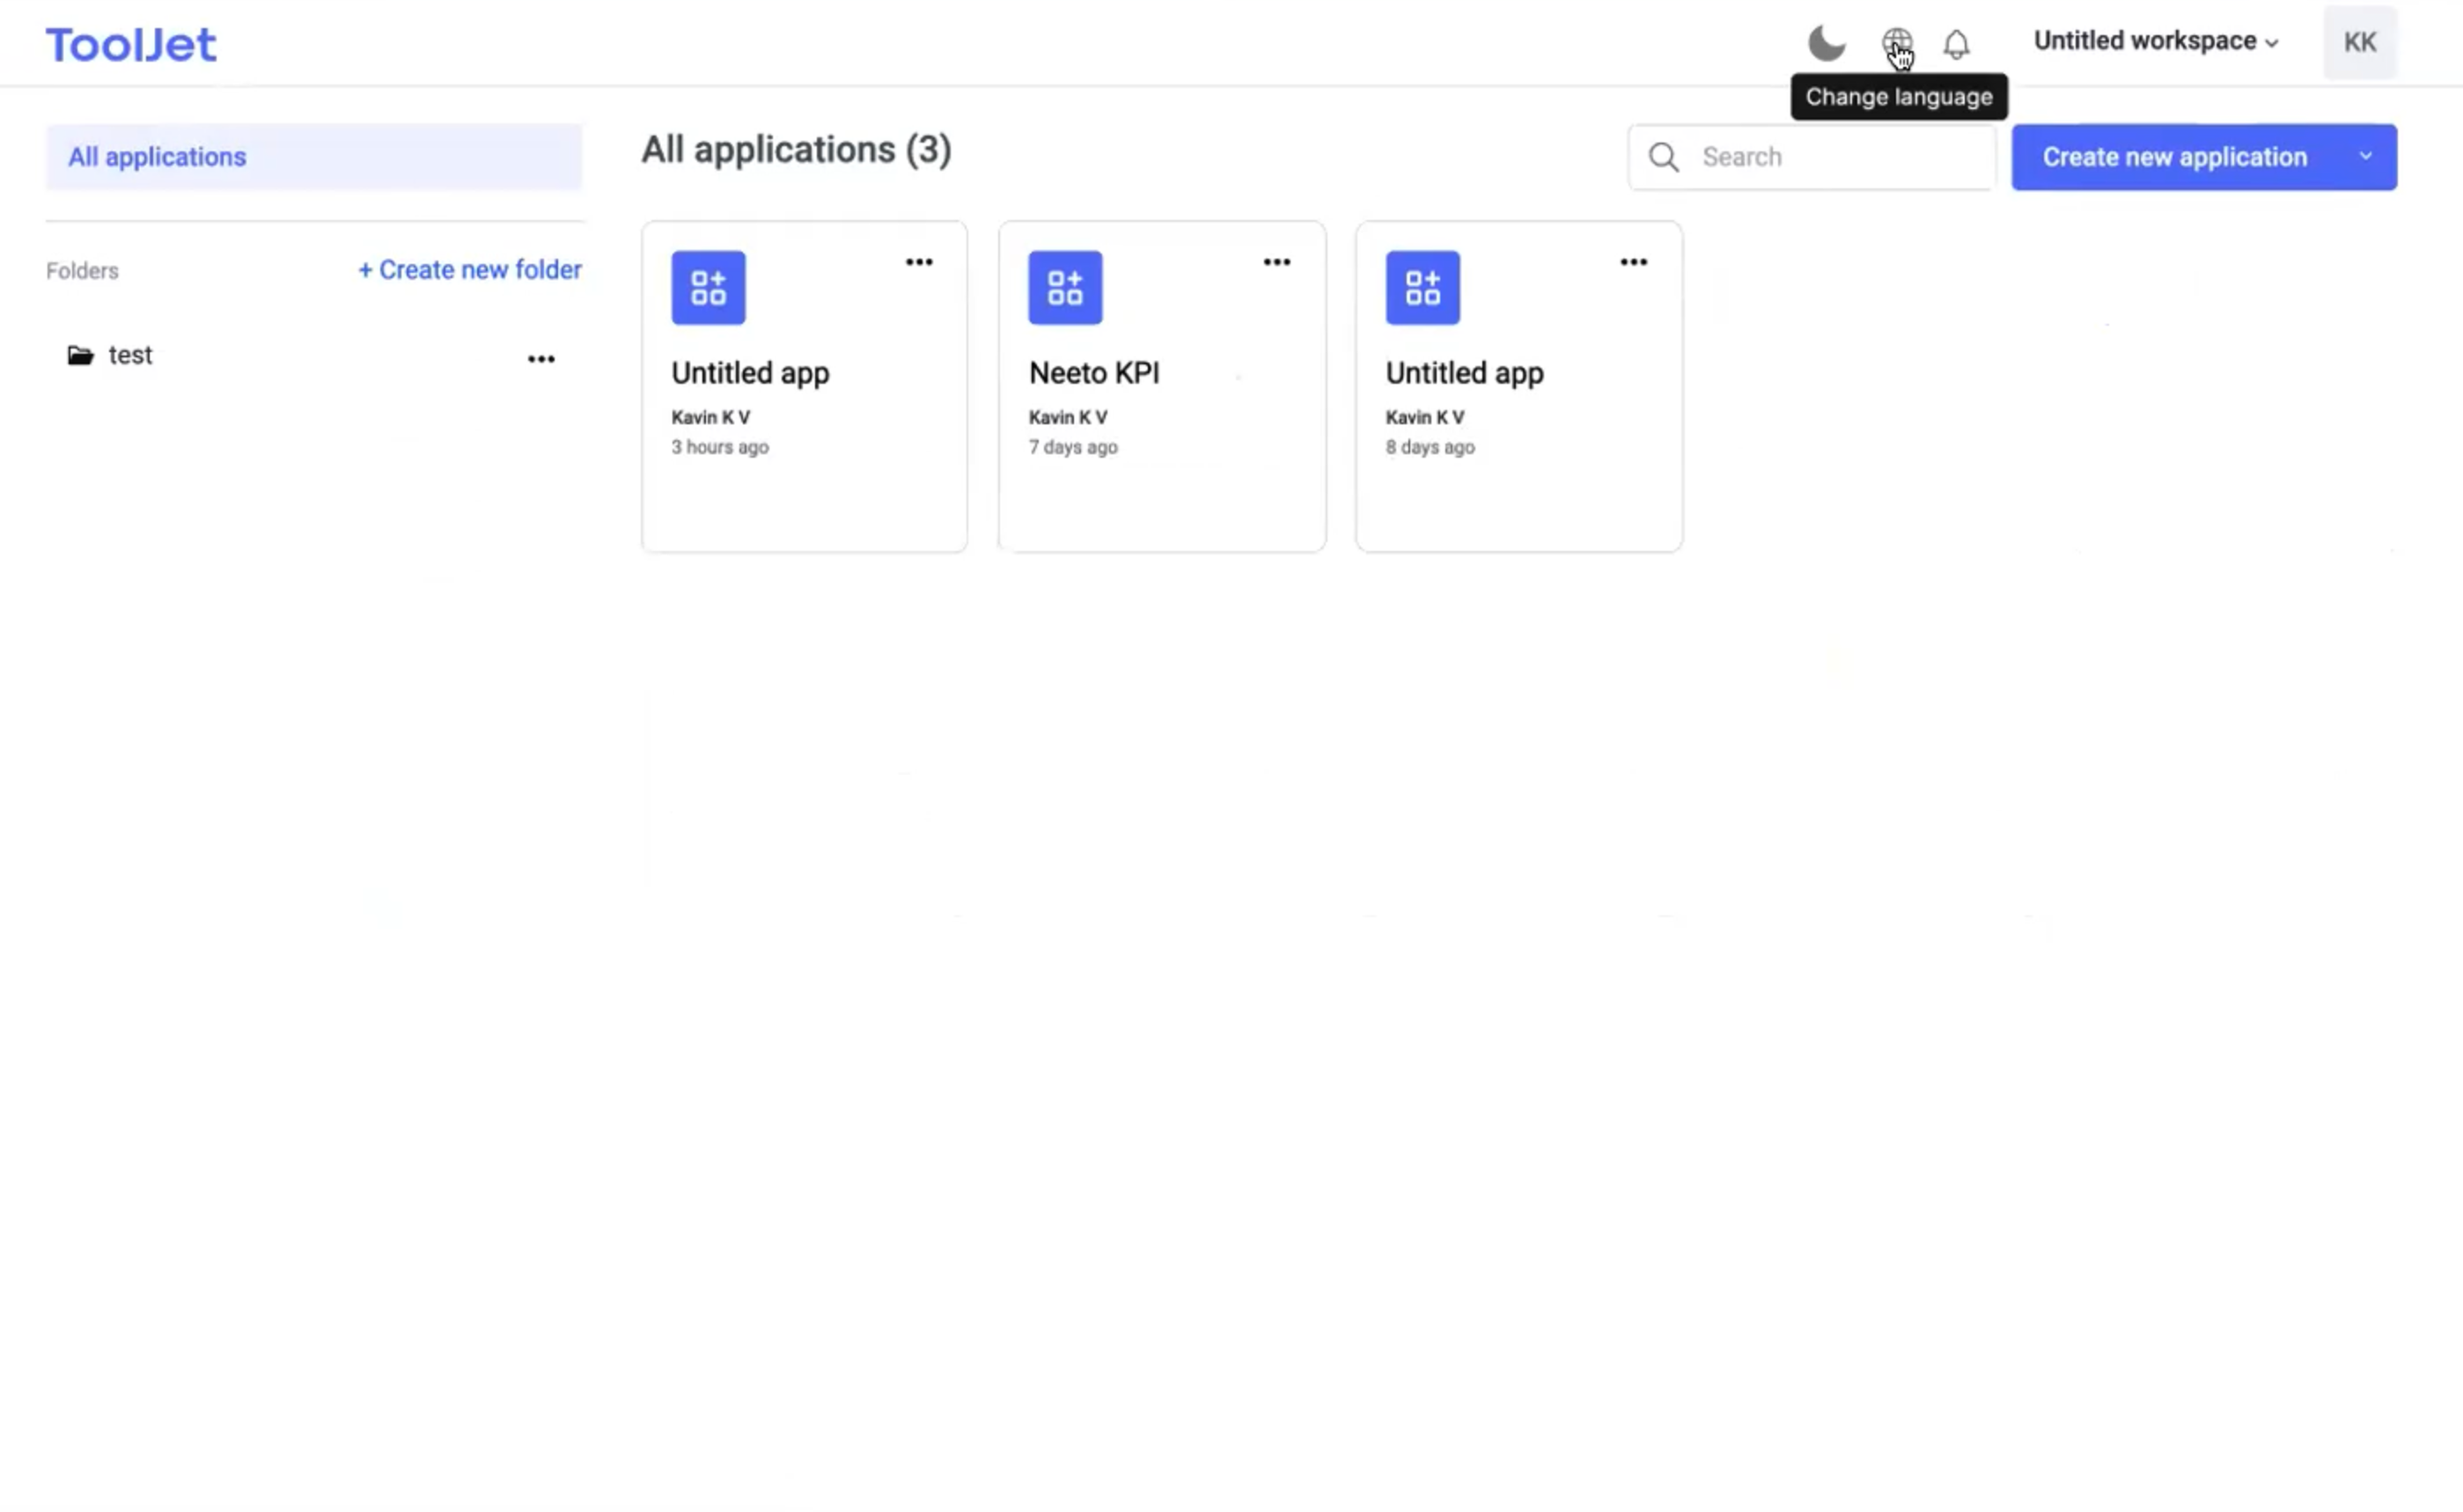 ToolJet
Untitled workspace
KK
Change language
All applications
All applications (3)
Search
Create new application
Folders
+ Create new folder
test
Untitled app
Kavin K V
3 hours ago
Neeto KPI
Kavin K V
7 days ago
Untitled app
Kavin K V
8 days ago